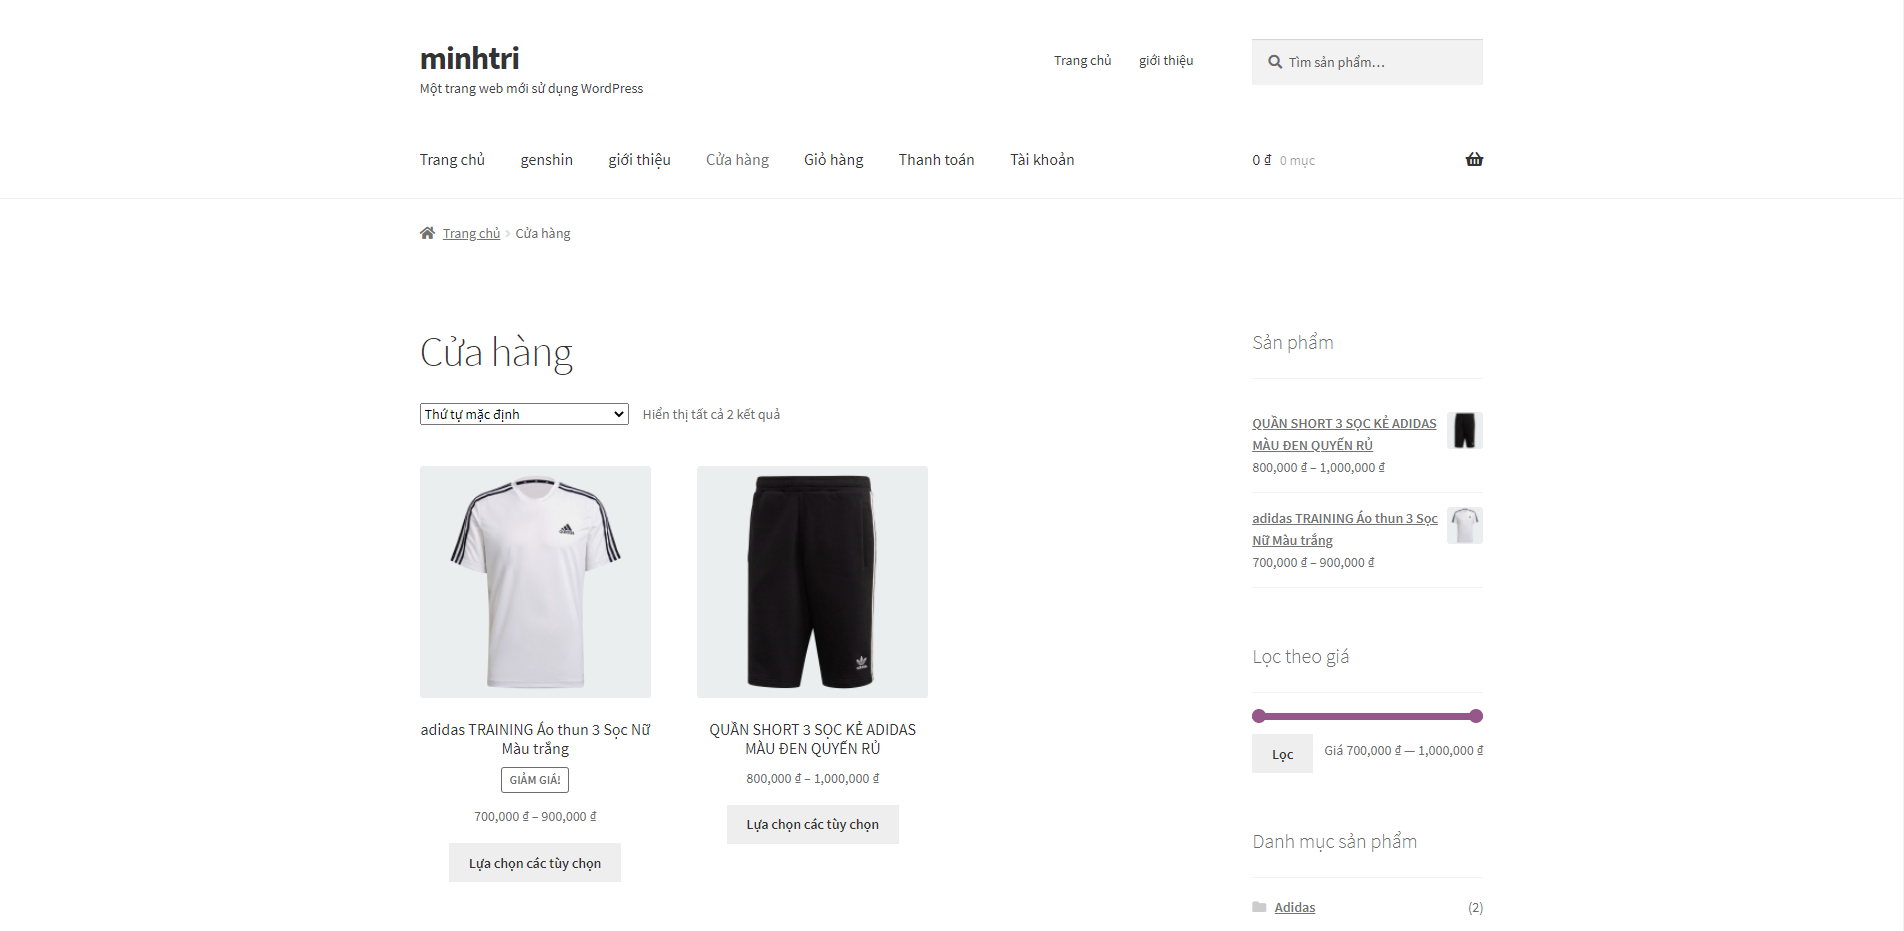 minhtri
Một trang web mới sử dụng WordPress
Trang chủ giới thiệu
Tìm sản phẩm…
Trang chủ genshin giới thiệu Cửa hàng Giỏ hàng Thanh toán Tài khoản
0 ₫ 0 mục
Trang chủ Cửa hàng
Cửa hàng
Thứ tự mặc định
Hiển thị tất cả 2 kết quả
adidas
adidas TRAINING Áo thun 3 Sọc Nữ
Màu trắng
GIẢM GIÁ!
700,000 ₫ – 900,000 ₫
Lựa chọn các tùy chọn
QUẦN SHORT 3 SỌC KẺ ADIDAS
MÀU ĐEN QUYẾN RỦ
800,000 ₫ – 1,000,000 ₫
Lựa chọn các tùy chọn
Sản phẩm
QUẦN SHORT 3 SỌC KẺ ADIDAS
MÀU ĐEN QUYẾN RỦ
800,000 ₫ – 1,000,000 ₫
adidas TRAINING Áo thun 3 Sọc
Nữ Màu trắng
700,000 ₫ – 900,000 ₫
Lọc theo giá
Lọc
Giá 700,000 ₫ — 1,000,000 ₫
Danh mục sản phẩm
Adidas (2)